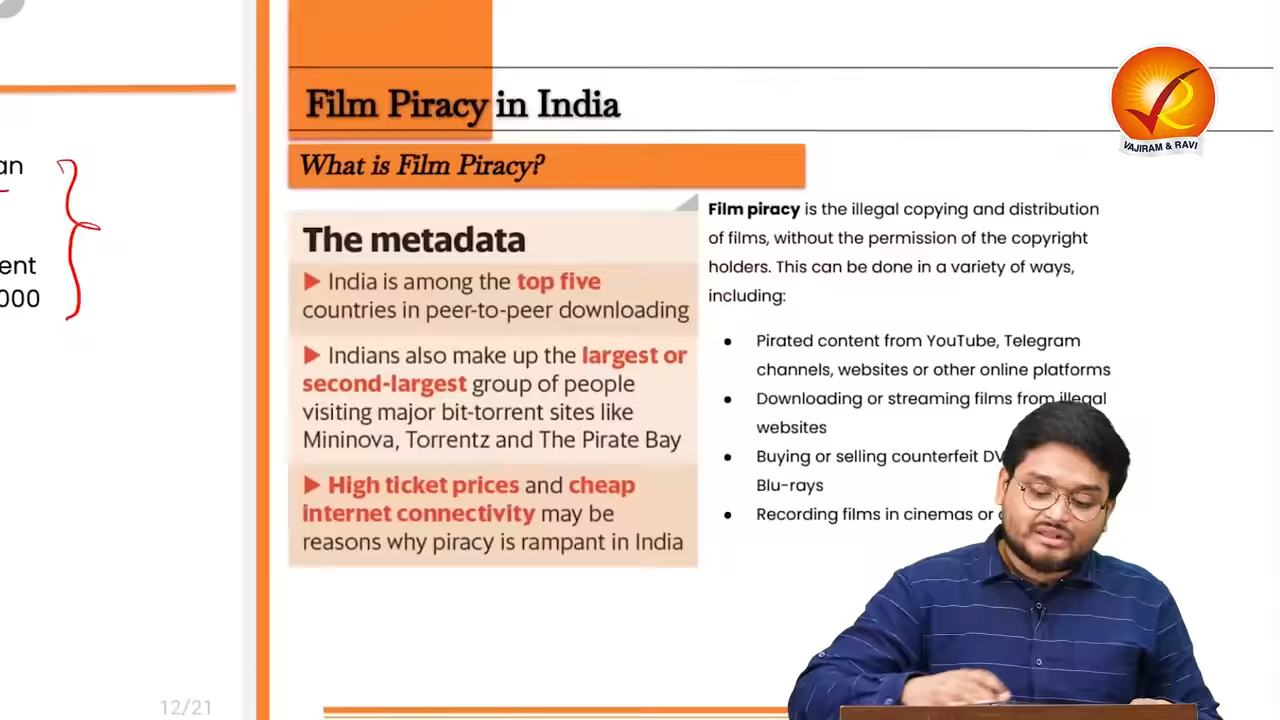 an
ent
000
12/21
Film Piracy in India
VAJIRAM & RAVI
What is Film Piracy?
The metadata
▶ India is among the top five
countries in peer-to-peer downloading
▶ Indians also make up the largest or
second-largest group of people
visiting major bit-torrent sites like
Mininova, Torrentz and The Pirate Bay
▶ High ticket prices and cheap
internet connectivity may be
reasons why piracy is rampant in India
Film piracy is the illegal copying and distribution
of films, without the permission of the copyright
holders. This can be done in a variety of ways,
including:
● Pirated content from YouTube, Telegram
channels, websites or other online platforms
● Downloading or streaming films from illegal
websites
● Buying or selling counterfeit
Blu-rays
● Recording films in cinemas or